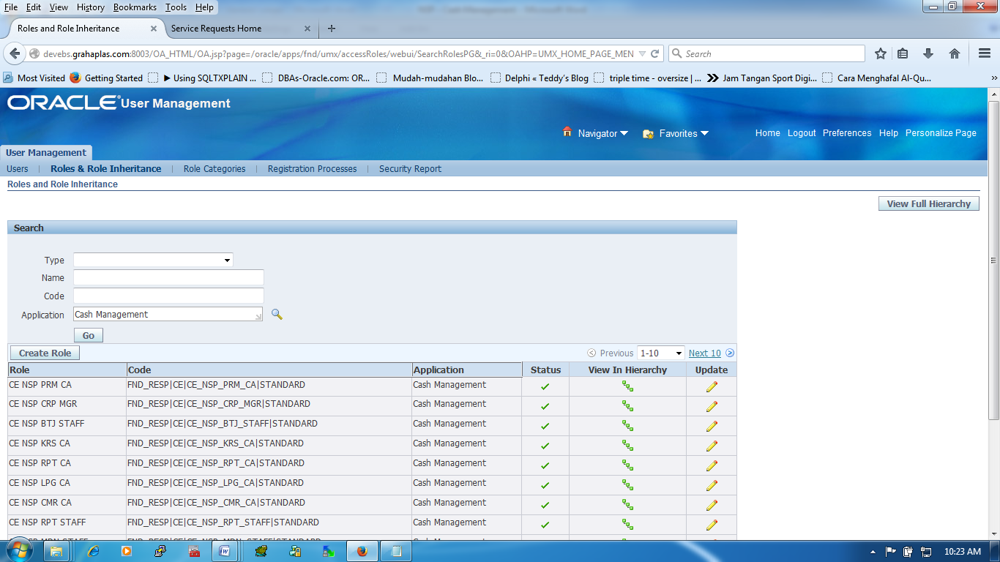 File Edit View History Bookmarks Tools Help
Roles and Role Inheritance
Service Requests Home
devebs.grahaplas.com:8003/OA_HTML/OA.jsp?page=/oracle/apps/fnd/umx/accessRoles/webui/SearchRolesPG&_ri=0&OAHP=UMX_HOME_PAGE_MEN
Search
Most Visited Getting Started ▶ Using SQLTXPLAIN ... DBAs-Oracle.com: OR... Mudah-mudahan Blo... Delphi « Teddy's Blog triple time - oversize | ... Jam Tangan Sport Digi... Cara Menghafal Al-Qu... »
ORACLE® User Management
Navigator Favorites Home Logout Preferences Help Personalize Page
User Management
Users | Roles & Role Inheritance | Role Categories | Registration Processes | Security Report
Roles and Role Inheritance
View Full Hierarchy
Search
Type
Name
Code
Application Cash Management
Go
Create Role Previous 1-10 Next 10
Role Code Application Status View In Hierarchy Update
CE NSP PRM CA FND_RESP|CE|CE_NSP_PRM_CA|STANDARD Cash Management
CE NSP CRP MGR FND_RESP|CE|CE_NSP_CRP_MGR|STANDARD Cash Management
CE NSP BTJ STAFF FND_RESP|CE|CE_NSP_BTJ_STAFF|STANDARD Cash Management
CE NSP KRS CA FND_RESP|CE|CE_NSP_KRS_CA|STANDARD Cash Management
CE NSP RPT CA FND_RESP|CE|CE_NSP_RPT_CA|STANDARD Cash Management
CE NSP LPG CA FND_RESP|CE|CE_NSP_LPG_CA|STANDARD Cash Management
CE NSP CMR CA FND_RESP|CE|CE_NSP_CMR_CA|STANDARD Cash Management
CE NSP RPT STAFF FND_RESP|CE|CE_NSP_RPT_STAFF|STANDARD Cash Management
10:23 AM